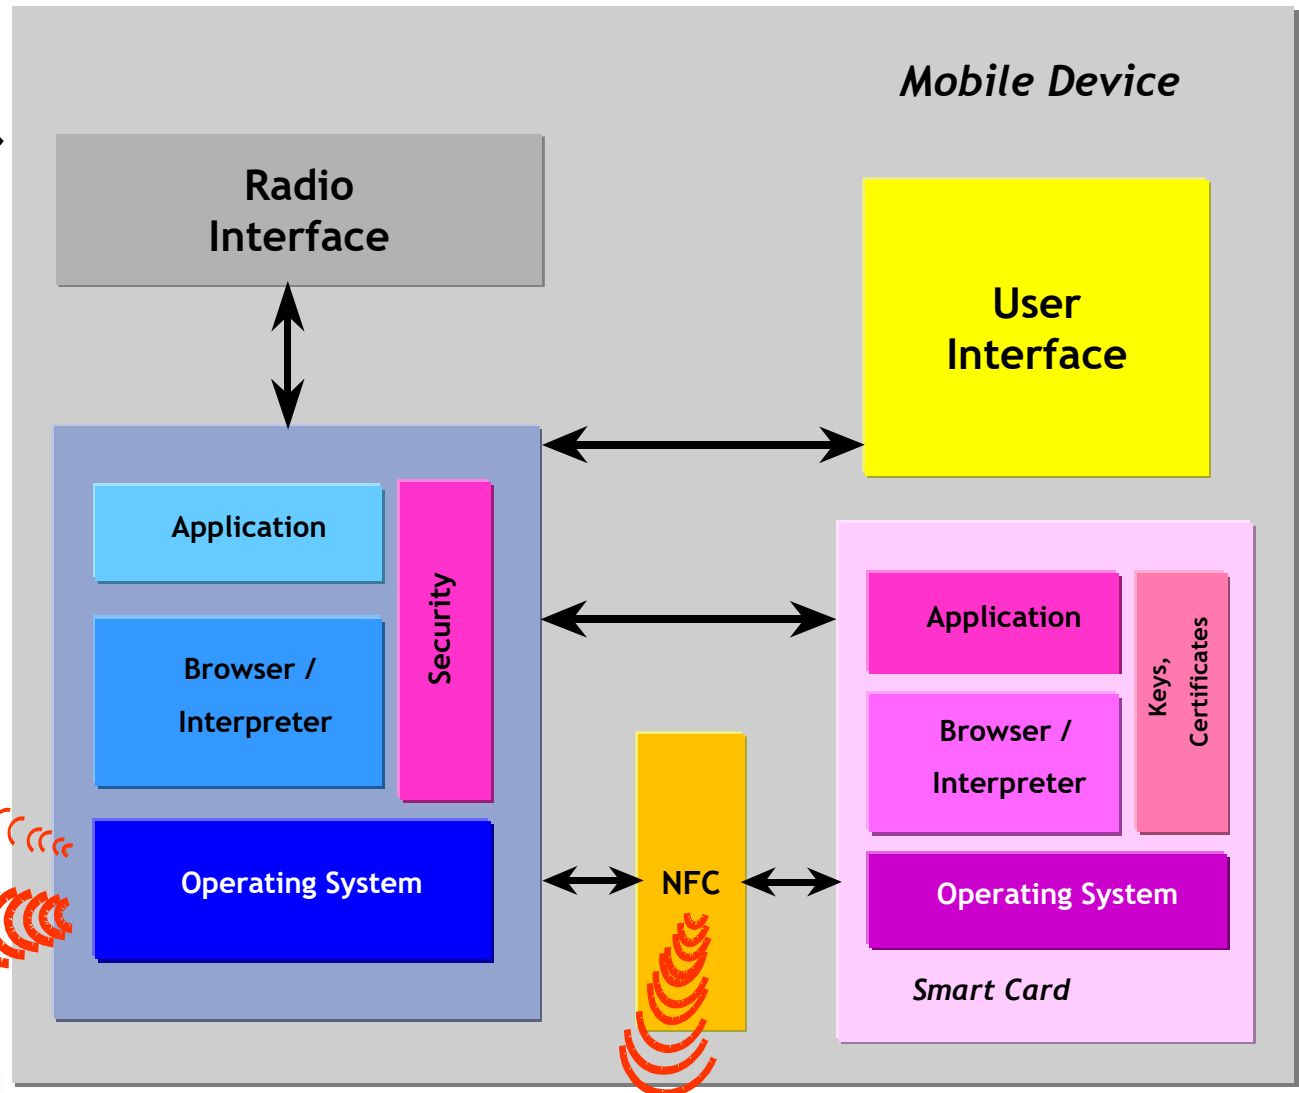 Mobile Device
Radio
Interface
User
Interface
Application
Security
Browser /
Interpreter
Operating System
NFC
Application
Keys,
Certificates
Browser /
Interpreter
Operating System
Smart Card